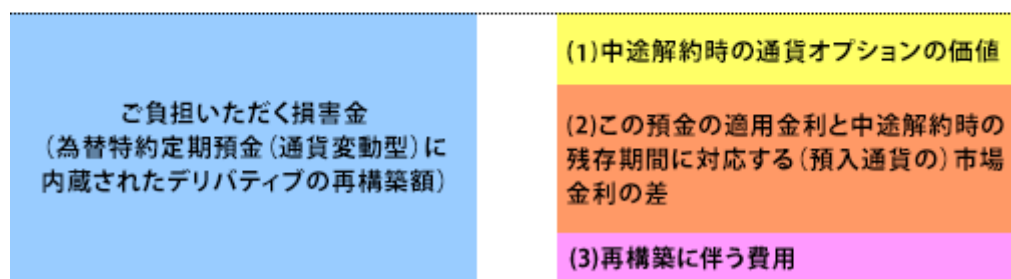 ご負担いただく損害金
(為替特約定期預金(通貨変動型)に
内蔵されたデリバティブの再構築額)
(1)中途解約時の通貨オプションの価値
(2)この預金の適用金利と中途解約時の
残存期間に対応する(預入通貨の)市場
金利の差
(3)再構築に伴う費用